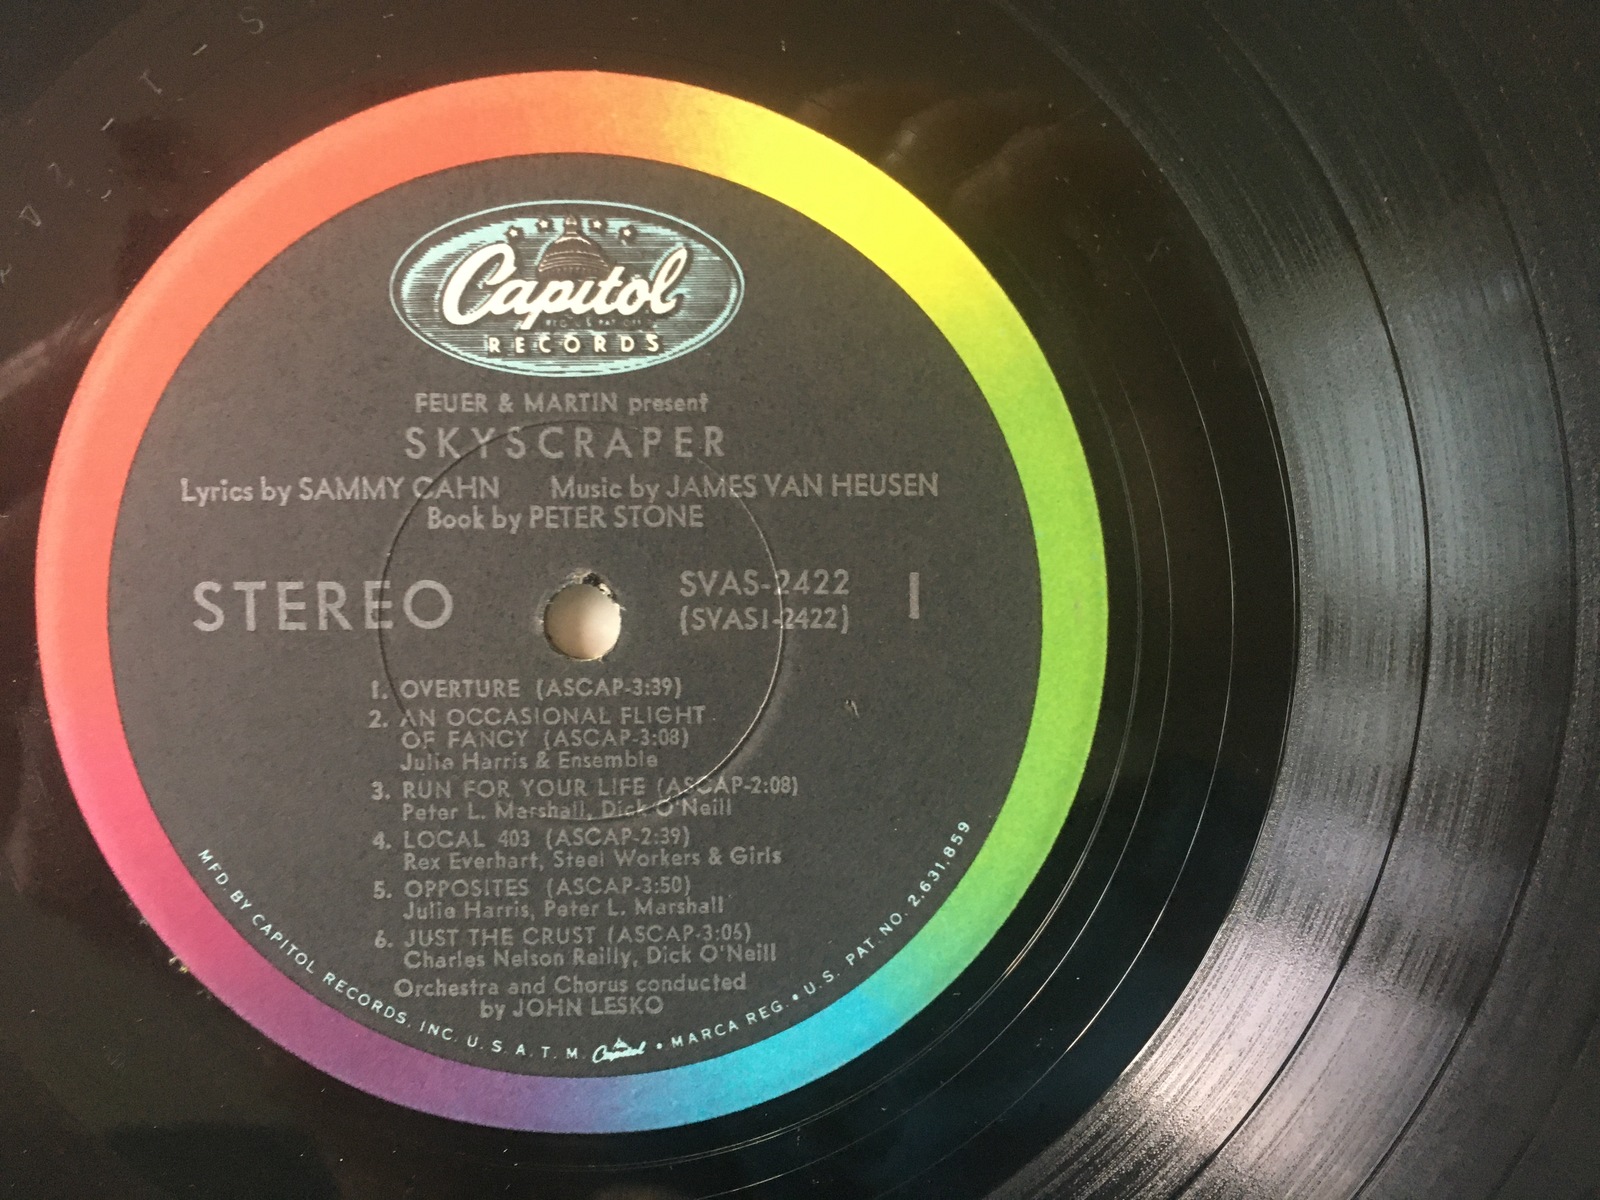 Capitol
RECORDS
FEUER & MARTIN present
SKYSCRAPER
Lyrics by SAMMY CAHN Music by JAMES VAN HEUSEN
Book by PETER STONE
STEREO
SVAS-2422
(SVAS1-2422)
1
1. OVERTURE (ASCAP-3:39)
2. AN OCCASIONAL FLIGHT
OF FANCY (ASCAP-3:08)
Julie Harris & Ensemble
3. RUN FOR YOUR LIFE (ASCAP-2:08)
Peter L. Marshall, Dick O'Neill
4. LOCAL 403 (ASCAP-2:39)
Rex Everhart, Steel Workers & Girls
5. OPPOSITES (ASCAP-3:50)
Julie Harris, Peter L. Marshall
6. JUST THE CRUST (ASCAP-3:05)
Charles Nelson Reilly, Dick O'Neill
Orchestra and Chorus conducted
by JOHN LESKO
MFD BY CAPITOL RECORDS, INC. U.S.A. T.M. Capitol • MARCA REG. • U.S. PAT. NO. 2,631,859